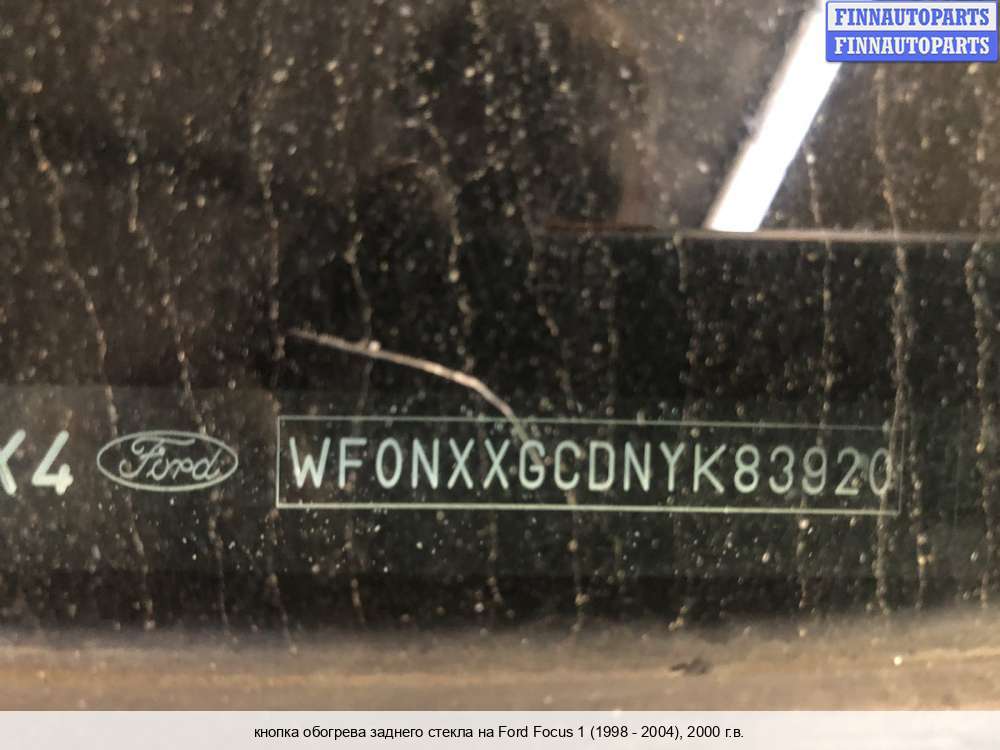 FINNAUTOPARTS
FINNAUTOPARTS
X4 Ford WF0NXXGCDNYK83920
кнопка обогрева заднего стекла на Ford Focus 1 (1998 - 2004), 2000 г.в.